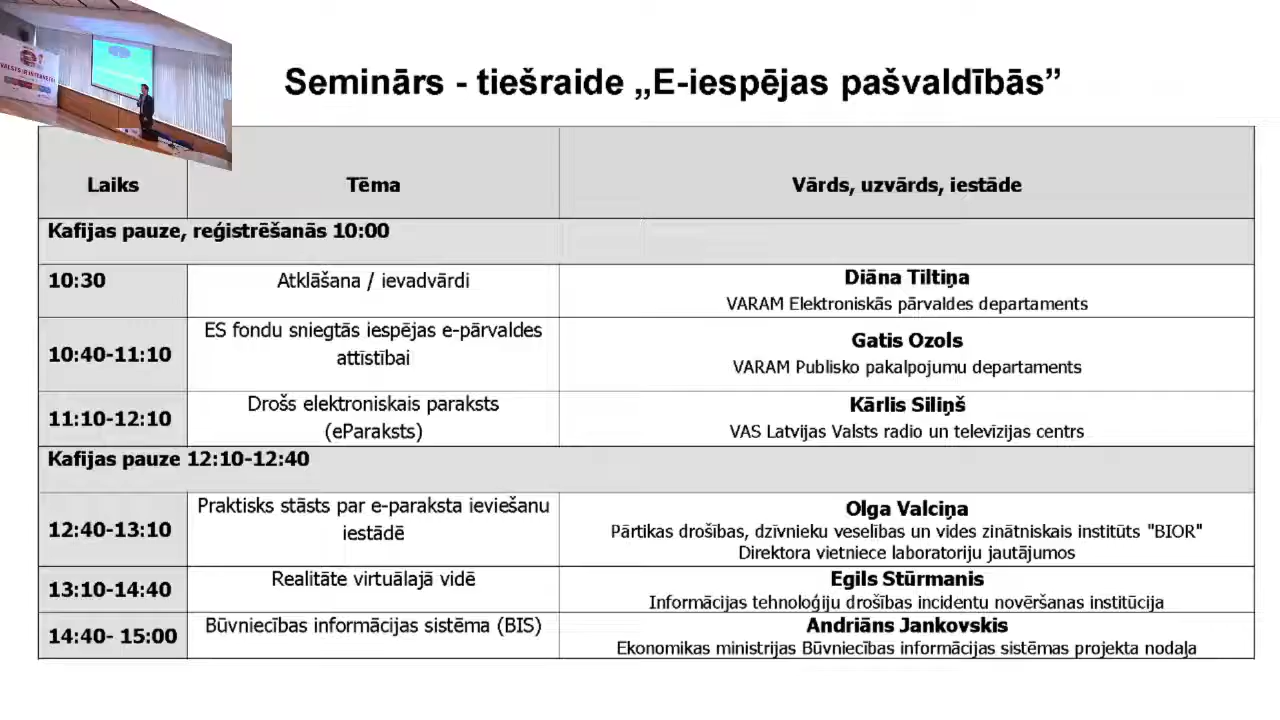 VALSTS IR INTERNETS
Seminārs - tiešraide „E-iespējas pašvaldībās”
Laiks Tēma Vārds, uzvārds, iestāde
Kafijas pauze, reģistrēšanās 10:00
10:30 Atklāšana / ievadvārdi Diāna Tiltiņa
VARAM Elektroniskās pārvaldes departaments
10:40-11:10 ES fondu sniegtās iespējas e-pārvaldes
attīstībai
Gatis Ozols
VARAM Publisko pakalpojumu departaments
11:10-12:10 Drošs elektroniskais paraksts
(eParaksts)
Kārlis Siliņš
VAS Latvijas Valsts radio un televīzijas centrs
Kafijas pauze 12:10-12:40
12:40-13:10 Praktisks stāsts par e-paraksta ieviešanu
iestādē
Olga Valciņa
Pārtikas drošības, dzīvnieku veselības un vides zinātniskais institūts "BIOR"
Direktora vietniece laboratoriju jautājumos
13:10-14:40 Realitāte virtuālajā vidē Egils Stūrmanis
Informācijas tehnoloģiju drošības incidentu novēršanas institūcija
14:40- 15:00 Būvniecības informācijas sistēma (BIS) Andriāns Jankovskis
Ekonomikas ministrijas Būvniecības informācijas sistēmas projekta nodaļa